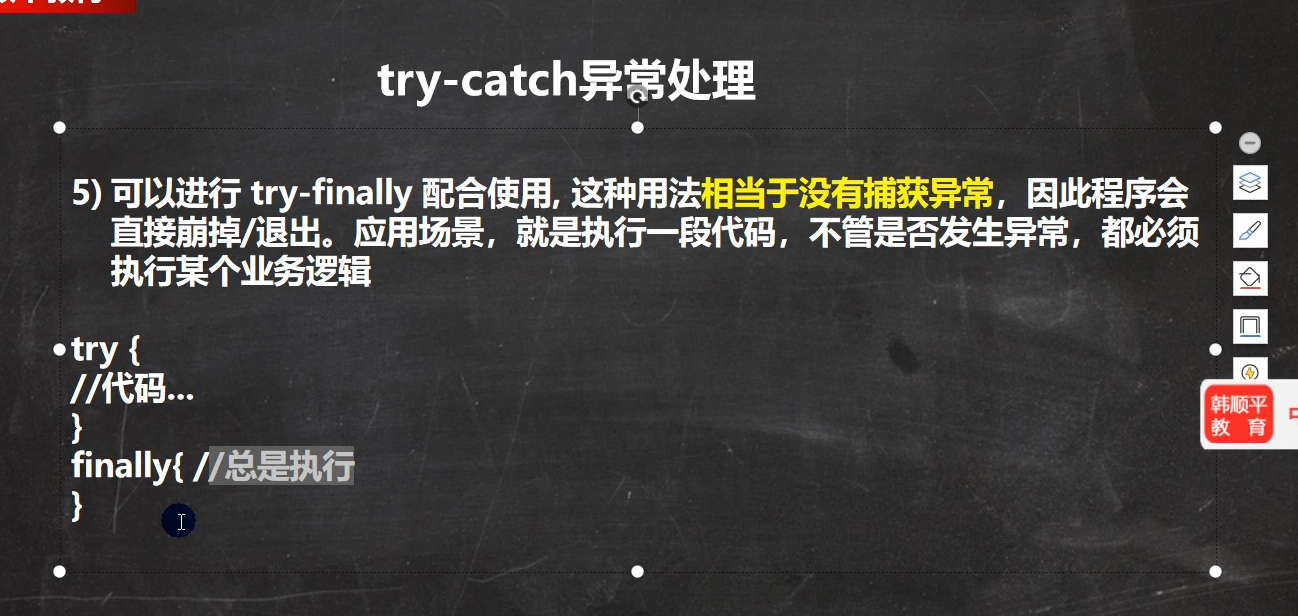 try-catch异常处理
5) 可以进行 try-finally 配合使用, 这种用法相当于没有捕获异常，因此程序会
直接崩掉/退出。应用场景，就是执行一段代码，不管是否发生异常，都必须
执行某个业务逻辑
try {
//代码...
}
finally{ //总是执行
}
韩顺平
教 育